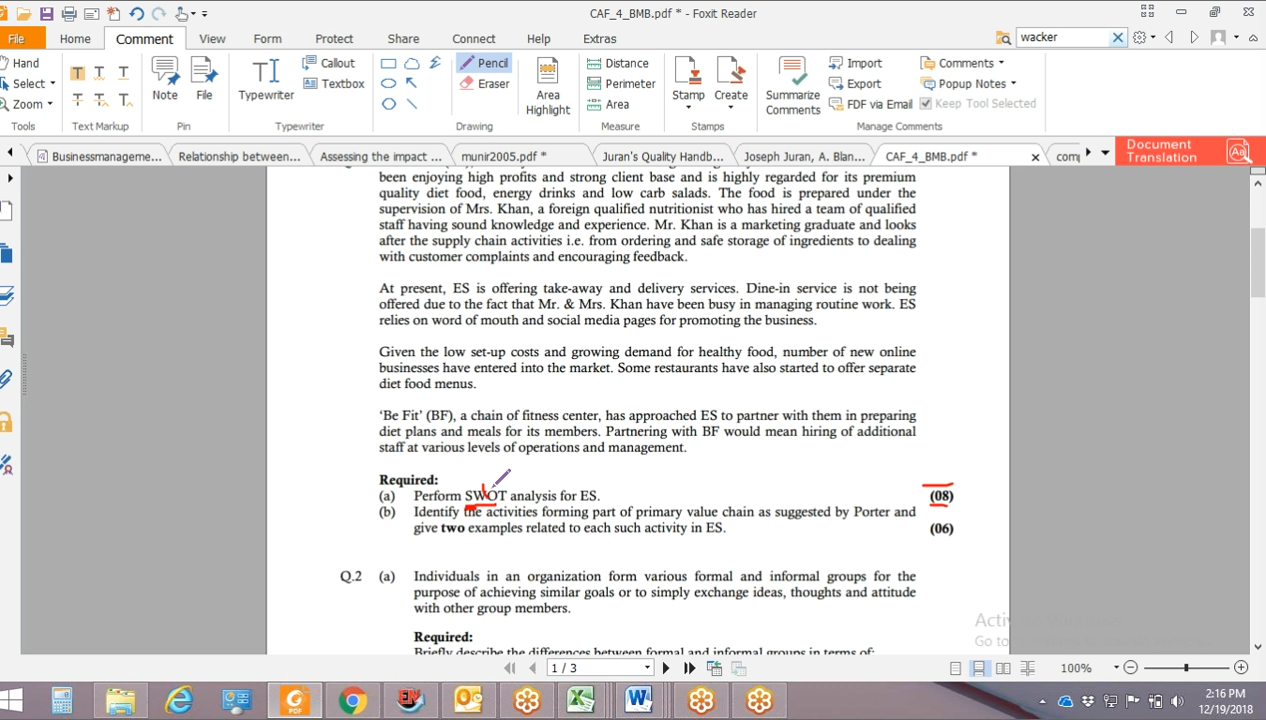 CAF_4_BMB.pdf * - Foxit Reader
File
Home
Comment
View
Form
Protect
Share
Connect
Help
Extras
wacker
Hand
Select
Zoom
Tools
Text Markup
Note
File
Pin
Typewriter
Callout
Textbox
Typewriter
Pencil
Eraser
Drawing
Area
Highlight
Distance
Perimeter
Area
Measure
Stamp
Create
Stamps
Summarize
Comments
Import
Export
FDF via Email
Comments
Popup Notes
Keep Tool Selected
Manage Comments
Businessmanageme...
Relationship between...
Assessing the impact ...
munir2005.pdf *
Juran's Quality Handb...
Joseph Juran, A. Blan...
CAF_4_BMB.pdf *
Document
Translation
been enjoying high profits and strong client base and is highly regarded for its premium
quality diet food, energy drinks and low carb salads. The food is prepared under the
supervision of Mrs. Khan, a foreign qualified nutritionist who has hired a team of qualified
staff having sound knowledge and experience. Mr. Khan is a marketing graduate and looks
after the supply chain activities i.e. from ordering and safe storage of ingredients to dealing
with customer complaints and encouraging feedback.
At present, ES is offering take-away and delivery services. Dine-in service is not being
offered due to the fact that Mr. & Mrs. Khan have been busy in managing routine work. ES
relies on word of mouth and social media pages for promoting the business.
Given the low set-up costs and growing demand for healthy food, number of new online
businesses have entered into the market. Some restaurants have also started to offer separate
diet food menus.
‘Be Fit’ (BF), a chain of fitness center, has approached ES to partner with them in preparing
diet plans and meals for its members. Partnering with BF would mean hiring of additional
staff at various levels of operations and management.
Required:
(a) Perform SWOT analysis for ES. (08)
(b) Identify the activities forming part of primary value chain as suggested by Porter and
give two examples related to each such activity in ES. (06)
Q.2 (a) Individuals in an organization form various formal and informal groups for the
purpose of achieving similar goals or to simply exchange ideas, thoughts and attitude
with other group members.
Required:
Briefly describe the differences between formal and informal groups in terms of:
1 / 3
100%
2:16 PM
12/19/2018